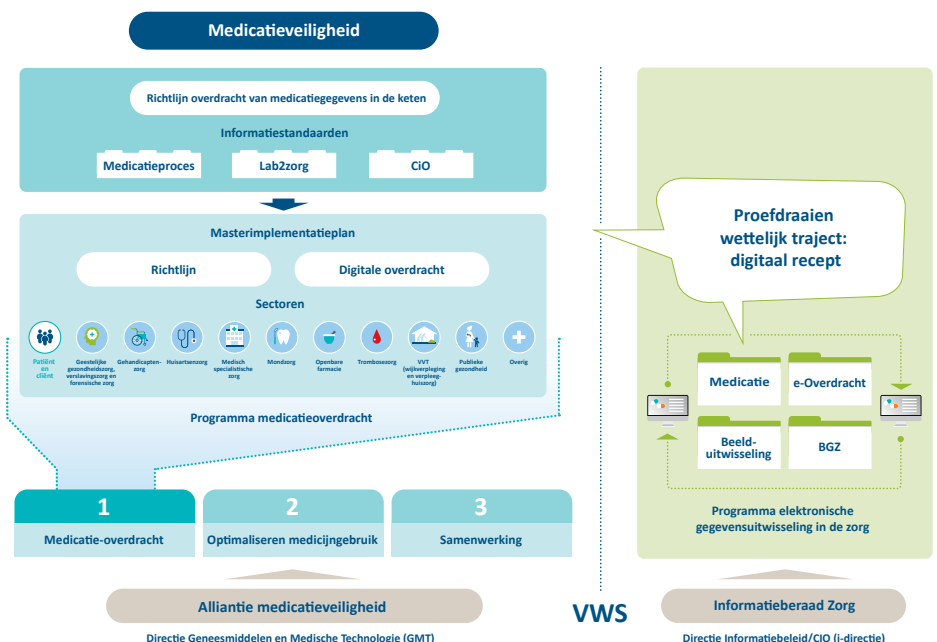 Medicatieveiligheid
Richtlijn overdracht van medicatiegegevens in de keten
Informatiestandaarden
Medicatieproces
Lab2zorg
CiO
Masterimplementatieplan
Richtlijn
Digitale overdracht
Sectoren
Patiënt
en
cliënt
Geestelijke
gezondheidszorg,
verslavingszorg en
forensische zorg
Gehandicapten-
zorg
Huisartsenzorg
Medisch
specialistische
zorg
Mondzorg
Openbare
farmacie
Trombosezorg
VVT
(wijkverpleging
en verpleeg-
huiszorg)
Publieke
gezondheid
Overig
Programma medicatieoverdracht
1
Medicatie-overdracht
2
Optimaliseren medicijngebruik
3
Samenwerking
Alliantie medicatieveiligheid
Directie Geneesmiddelen en Medische Technologie (GMT)
VWS
Proefdraaien
wettelijk traject:
digitaal recept
Medicatie
e-Overdracht
Beeld-
uitwisseling
BGZ
Programma elektronische
gegevensuitwisseling in de zorg
Informatieberaad Zorg
Directie Informatiebeleid/CIO (i-directie)